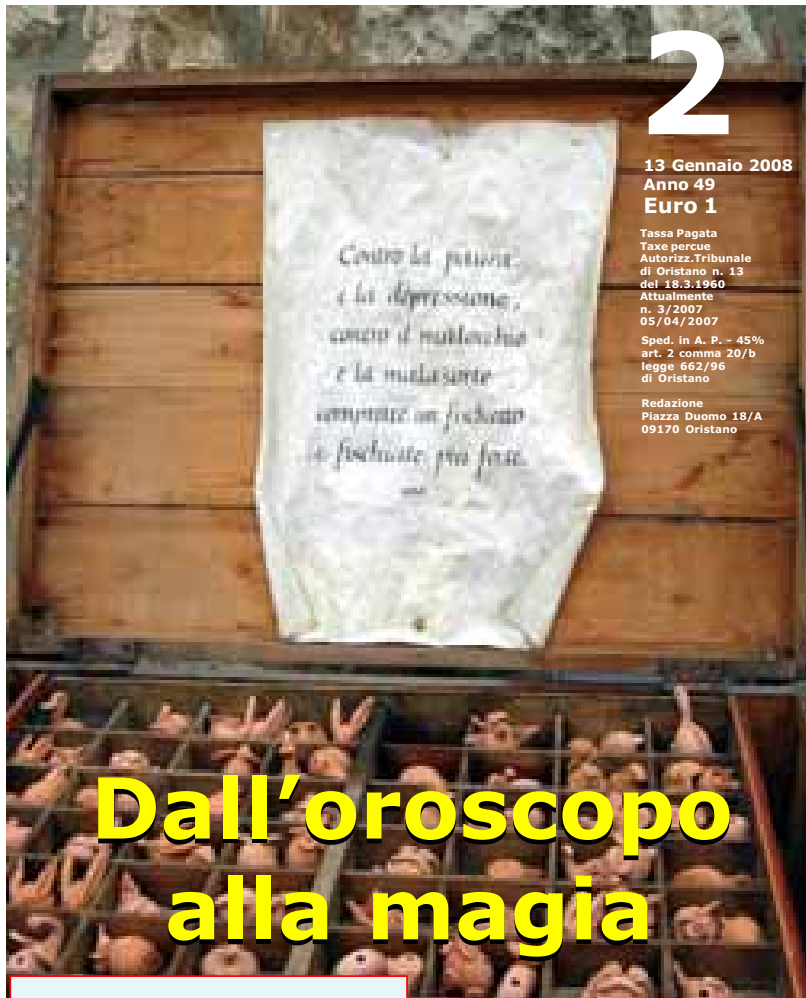 2
13 Gennaio 2008
Anno 49
Euro 1
Tassa Pagata
Taxe percue
Autorizz.Tribunale
di Oristano n. 13
del 18.3.1960
Attualmente
n. 3/2007
05/04/2007
Sped. in A. P. - 45%
art. 2 comma 20/b
legge 662/96
di Oristano
Redazione
Piazza Duomo 18/A
09170 Oristano
Contro la paura
e la depressione,
contro il malocchio
e la malasorte
comprate un fischietto
e fischiate più forte.
Dall’oroscopo
alla magia